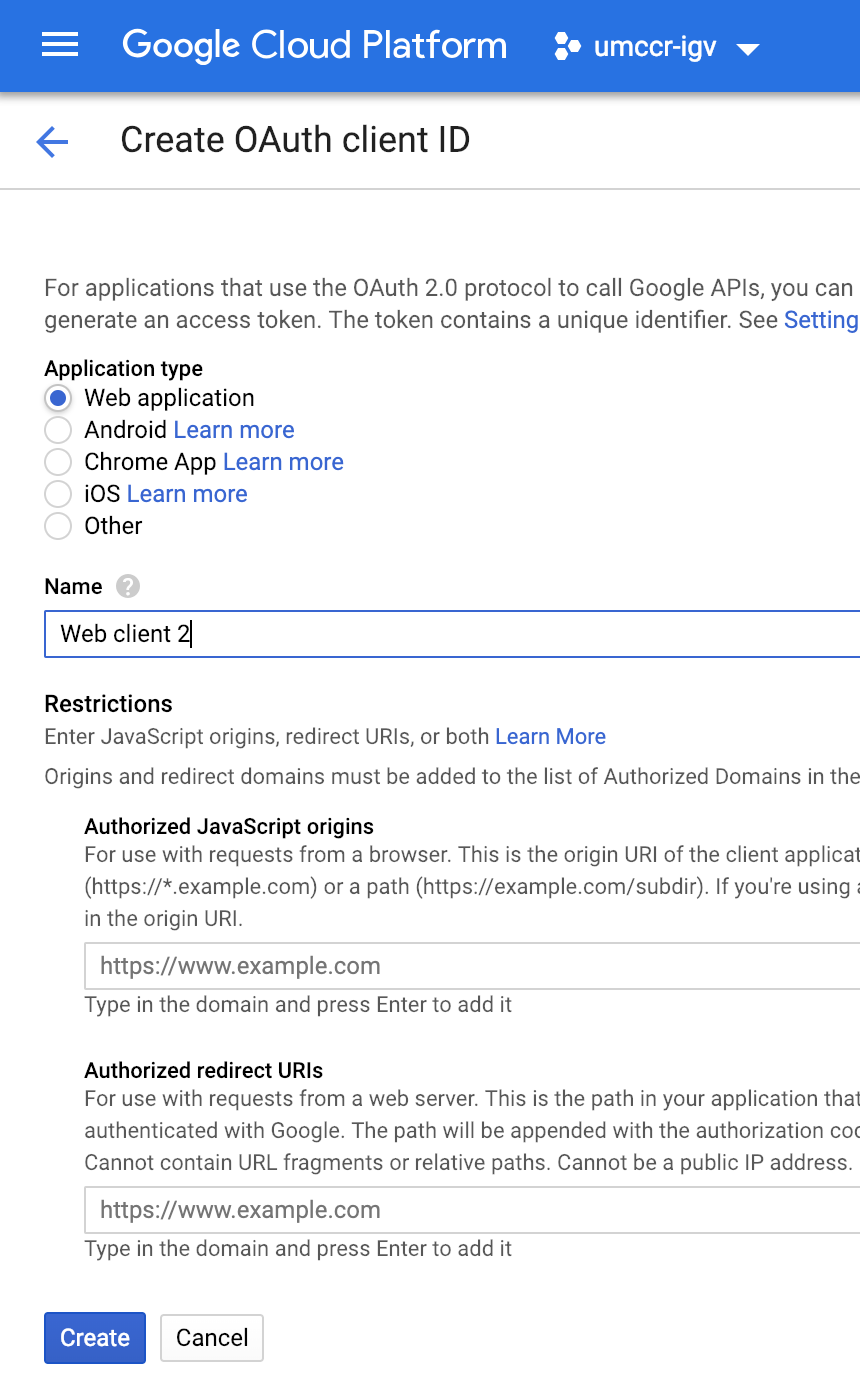 Google Cloud Platform umccr-igv
Create OAuth client ID
For applications that use the OAuth 2.0 protocol to call Google APIs, you can
generate an access token. The token contains a unique identifier. See Setting
Application type
Web application
Android Learn more
Chrome App Learn more
iOS Learn more
Other
Name ?
Web client 2
Restrictions
Enter JavaScript origins, redirect URIs, or both Learn More
Origins and redirect domains must be added to the list of Authorized Domains in the
Authorized JavaScript origins
For use with requests from a browser. This is the origin URI of the client applicat
(https://*.example.com) or a path (https://example.com/subdir). If you're using a
in the origin URI.
https://www.example.com
Type in the domain and press Enter to add it
Authorized redirect URIs
For use with requests from a web server. This is the path in your application that
authenticated with Google. The path will be appended with the authorization coc
Cannot contain URL fragments or relative paths. Cannot be a public IP address.
https://www.example.com
Type in the domain and press Enter to add it
Create Cancel